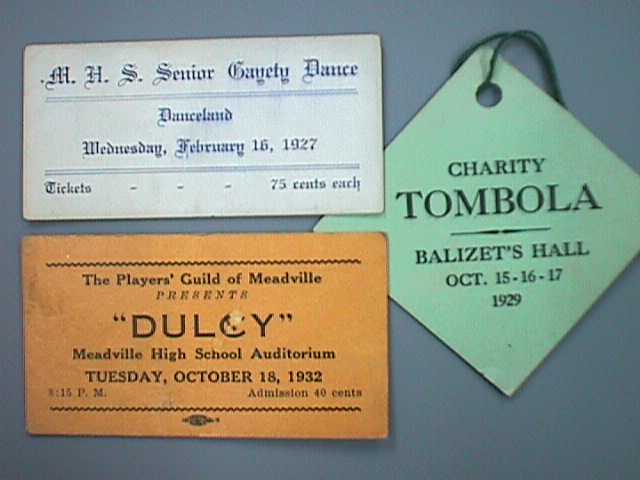 M. H. S. Senior Gayety Dance
Danceland
Wednesday, February 16, 1927
Tickets - - - 75 cents each
The Players' Guild of Meadville
PRESENTS
"DULCY"
Meadville High School Auditorium
TUESDAY, OCTOBER 18, 1932
8:15 P. M. Admission 40 cents
CHARITY
TOMBOLA
BALIZET'S HALL
OCT. 15-16-17
1929